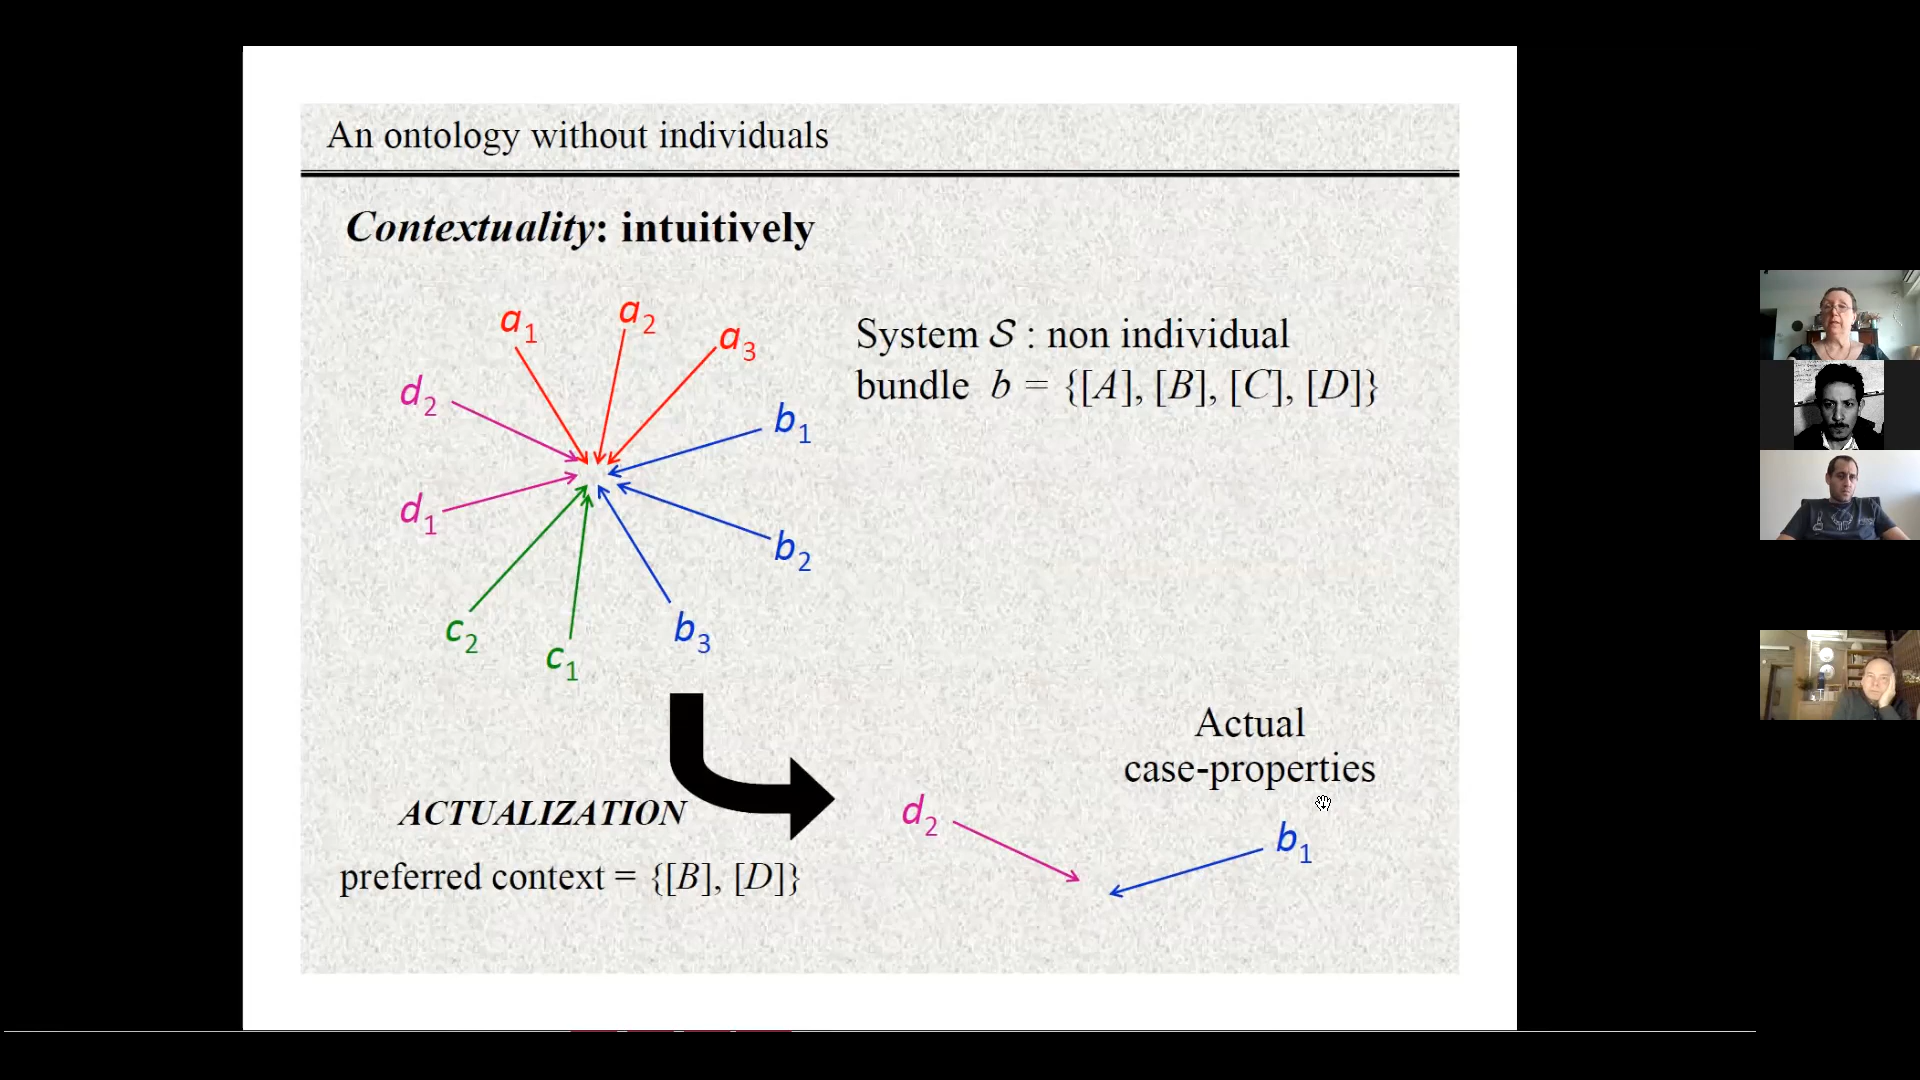 An ontology without individuals
Contextuality: intuitively
a₁
a₂
a₃
d₂
b₁
d₁
b₂
c₂
c₁
b₃
System 𝒮 : non individual
bundle b = {[A], [B], [C], [D]}
Actual
case-properties
ACTUALIZATION
d₂
b₁
preferred context = {[B], [D]}